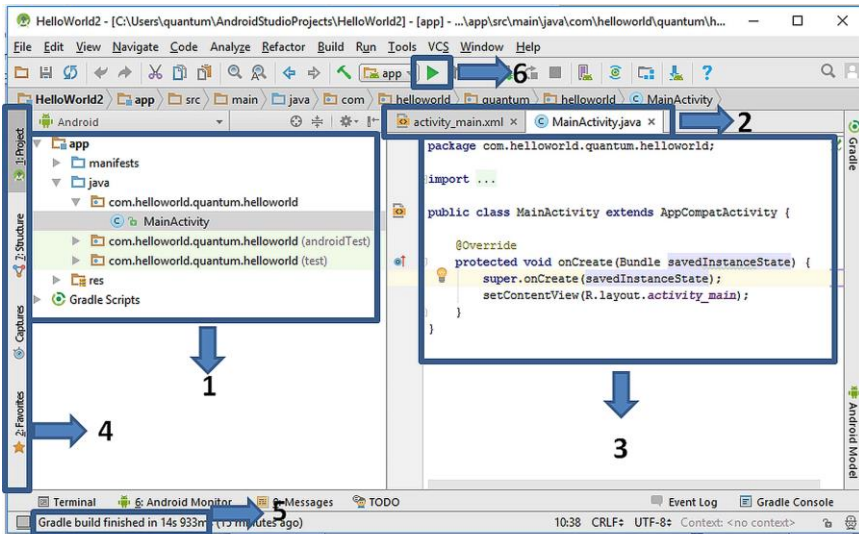 HelloWorld2 - [C:\Users\quantum\AndroidStudioProjects\HelloWorld2] - [app] - ...\app\src\main\java\com\helloworld\quantum\h...
File Edit View Navigate Code Analyze Refactor Build Run Tools VCS Window Help
app 6 ?
HelloWorld2 app src main java com helloworld quantum helloworld MainActivity
Android
activity_main.xml × MainActivity.java × 2
1: Project
7: Structure
Captures
2: Favorites
app
manifests
java
com.helloworld.quantum.helloworld
MainActivity
com.helloworld.quantum.helloworld (androidTest)
com.helloworld.quantum.helloworld (test)
res
Gradle Scripts
package com.helloworld.quantum.helloworld;
import ...
public class MainActivity extends AppCompatActivity {
@Override
protected void onCreate(Bundle savedInstanceState) {
super.onCreate(savedInstanceState);
setContentView(R.layout.activity_main);
}
}
Gradle
Android Model
1
4
3
Terminal 6: Android Monitor Messages TODO Event Log Gradle Console
5
Gradle build finished in 14s 933m (15 minutes ago) 10:38 CRLF UTF-8 Context: <no context>